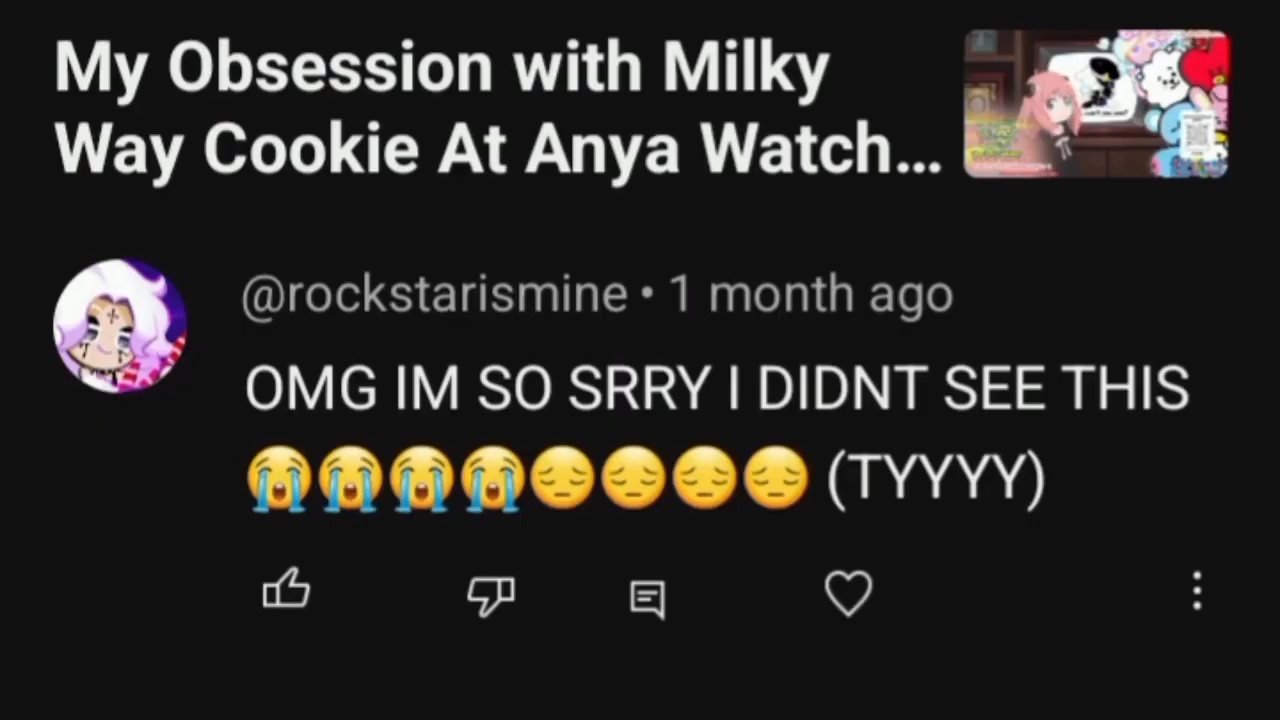 My Obsession with Milky
Way Cookie At Anya Watch...
@rockstarismine • 1 month ago
OMG IM SO SRRY I DIDNT SEE THIS
😭😭😭😭😔😔😔😔 (TYYYY)